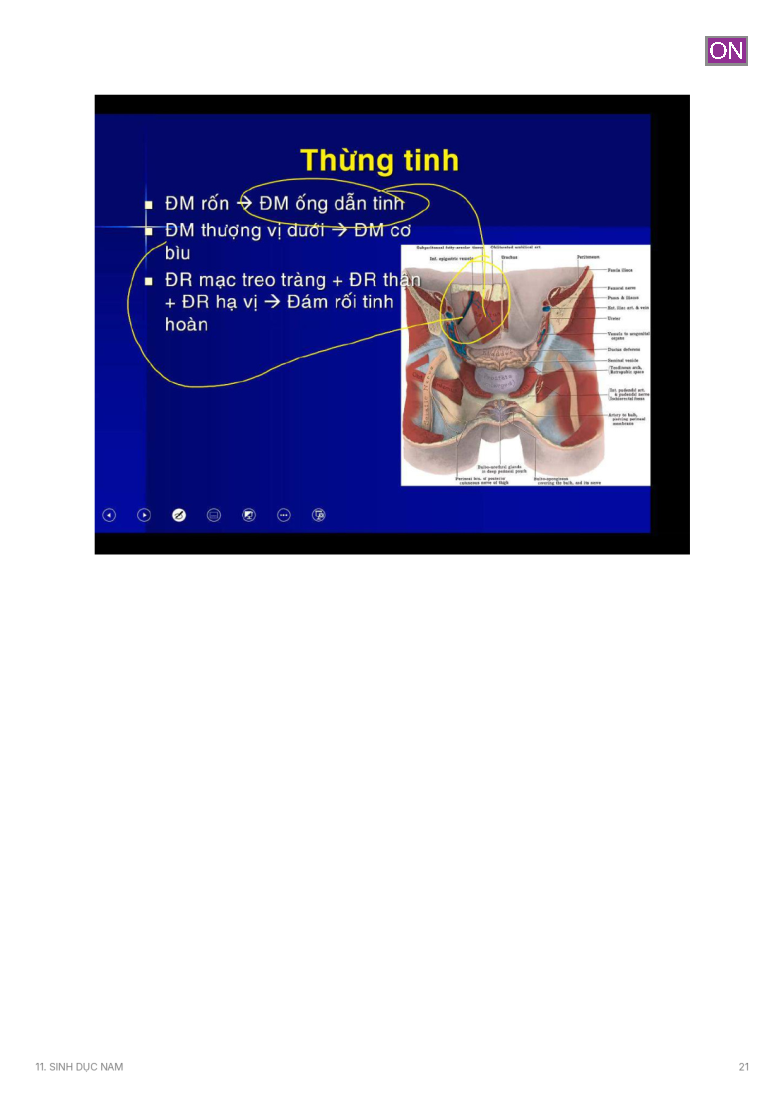 ON
Thừng tinh
■ ĐM rốn → ĐM ống dẫn tinh
■ ĐM thượng vị dưới → ĐM cơ
bìu
■ ĐR mạc treo tràng + ĐR thận
+ ĐR hạ vị → Đám rối tinh
hoàn
Subperitoneal fatty-areolar tissue
Obliterated umbilical art.
Inf. epigastric vessels
Urachus
Peritoneum
Fascia iliaca
Femoral nerve
Psoas & iliacus
Ext. iliac art. & vein
Ureter
Vessels to urogenital
organs
Ductus deferens
Seminal vesicle
Retropubic space
Int. pudendal art.
& pudendal nerve
Ischiorectal fossa
Artery to bulb,
piercing perineal
membrane
Bulbo-urethral glands
in deep pudendal pouch
Perineal bra. of posterior
cutaneous nerve of thigh
Bulbo-spongiosus
covering the bulb, and its nerve
11. SINH DỤC NAM
21